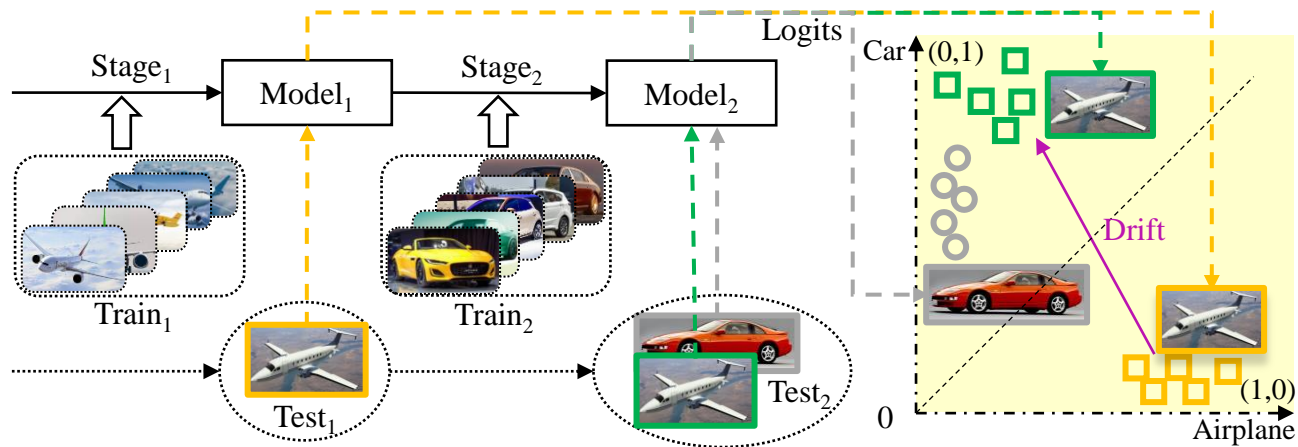 Logits
Stage₁
Model₁
Stage₂
Model₂
Train₁
Train₂
Test₁
Test₂
Car
(0,1)
Drift
(1,0)
0
Airplane